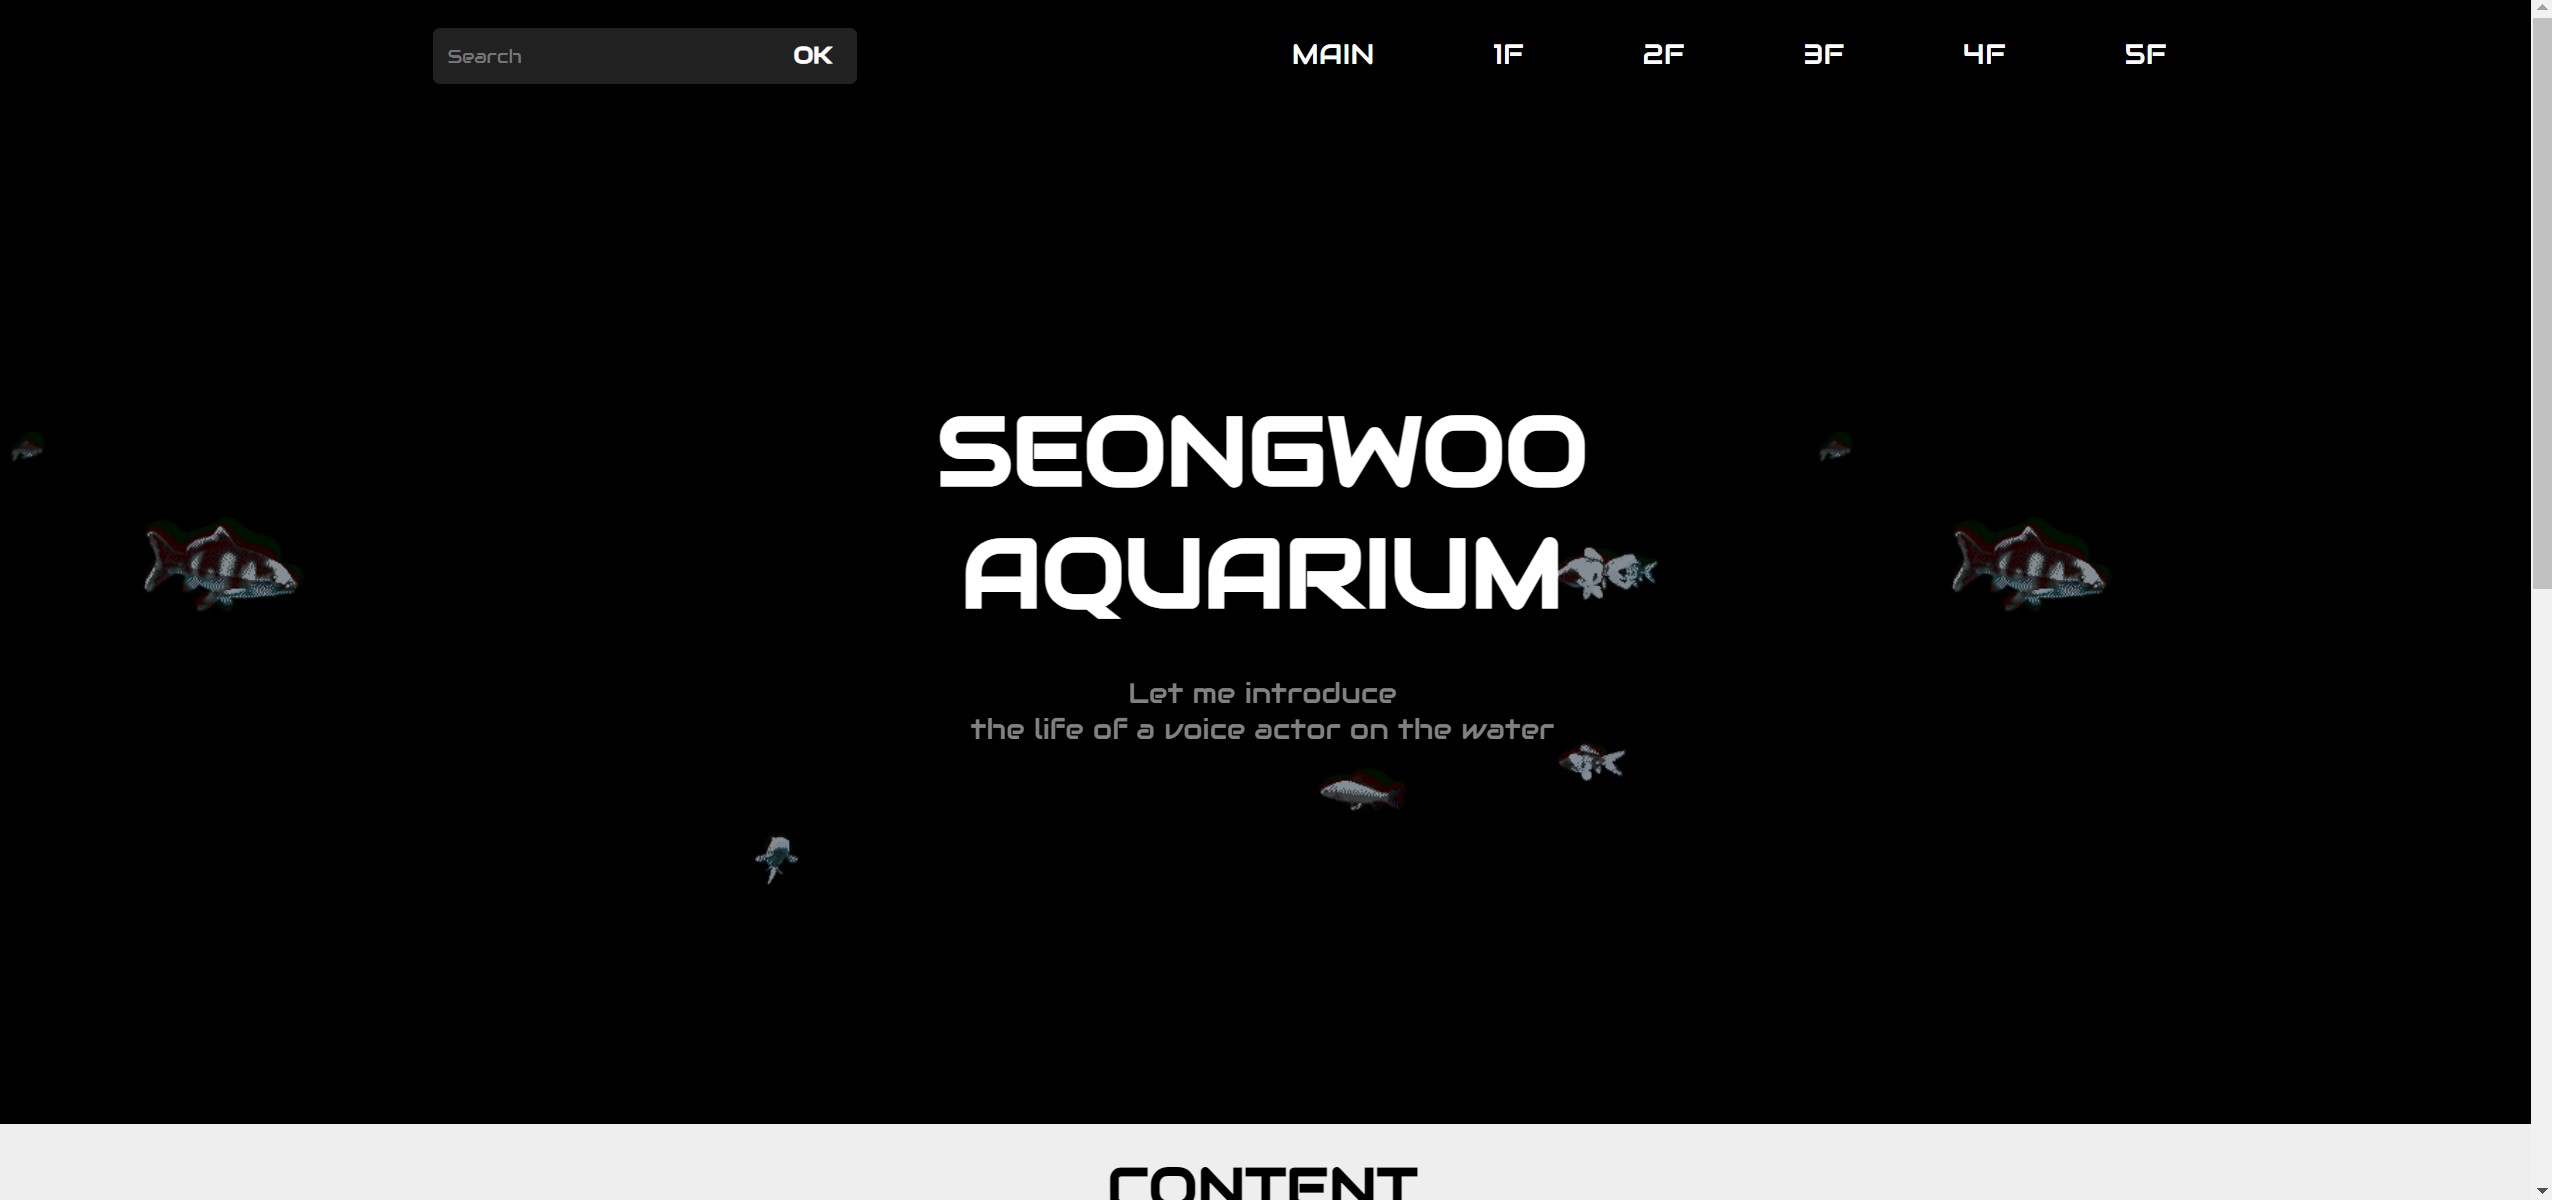 Search
OK
MAIN
1F
2F
3F
4F
5F
SEONGWOO
AQUARIUM
Let me introduce
the life of a voice actor on the water
CONTENT